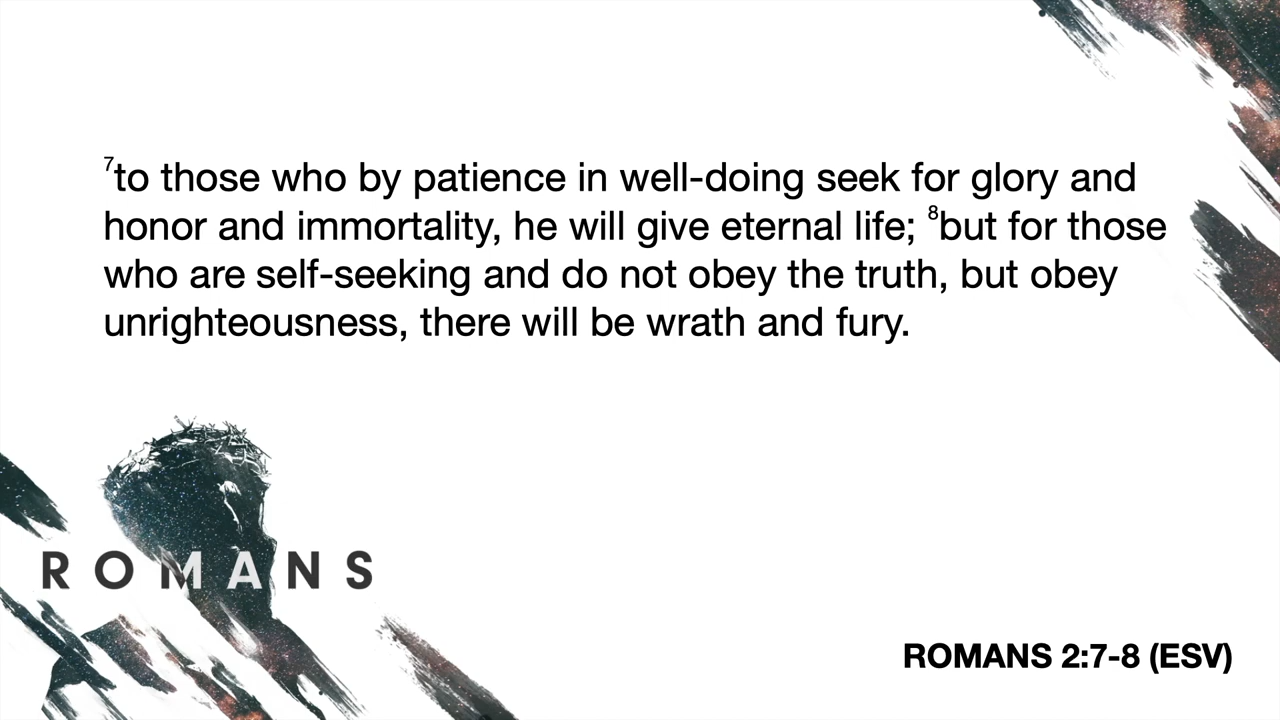 ⁷to those who by patience in well-doing seek for glory and
honor and immortality, he will give eternal life; ⁸but for those
who are self-seeking and do not obey the truth, but obey
unrighteousness, there will be wrath and fury.
ROMANS
ROMANS 2:7-8 (ESV)